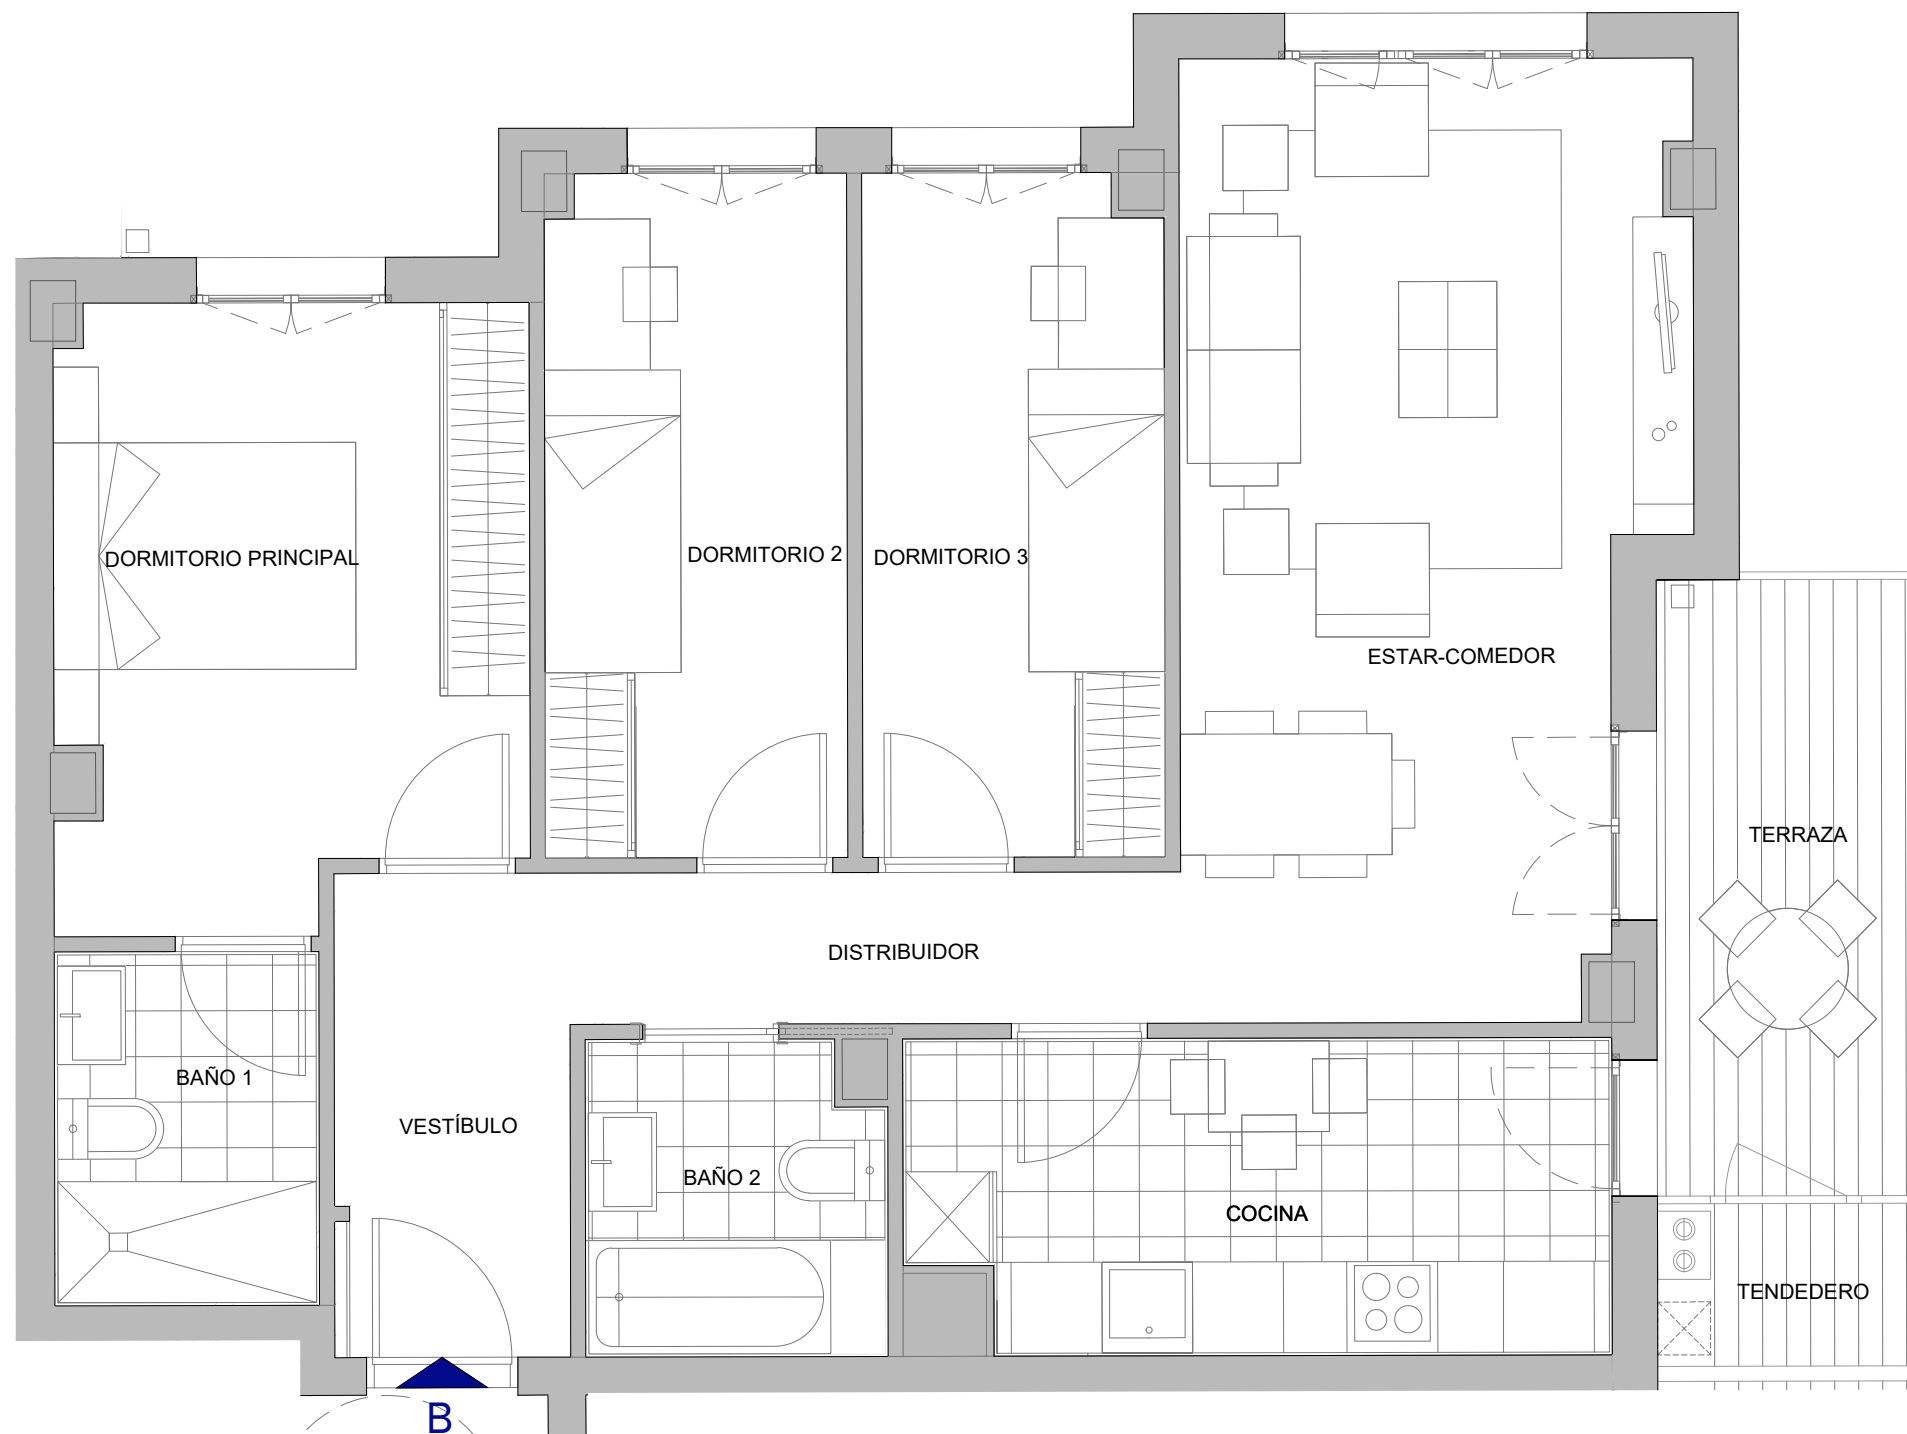 DORMITORIO PRINCIPAL
DORMITORIO 2
DORMITORIO 3
ESTAR-COMEDOR
TERRAZA
DISTRIBUIDOR
BAÑO 1
VESTÍBULO
BAÑO 2
COCINA
TENDEDERO
B